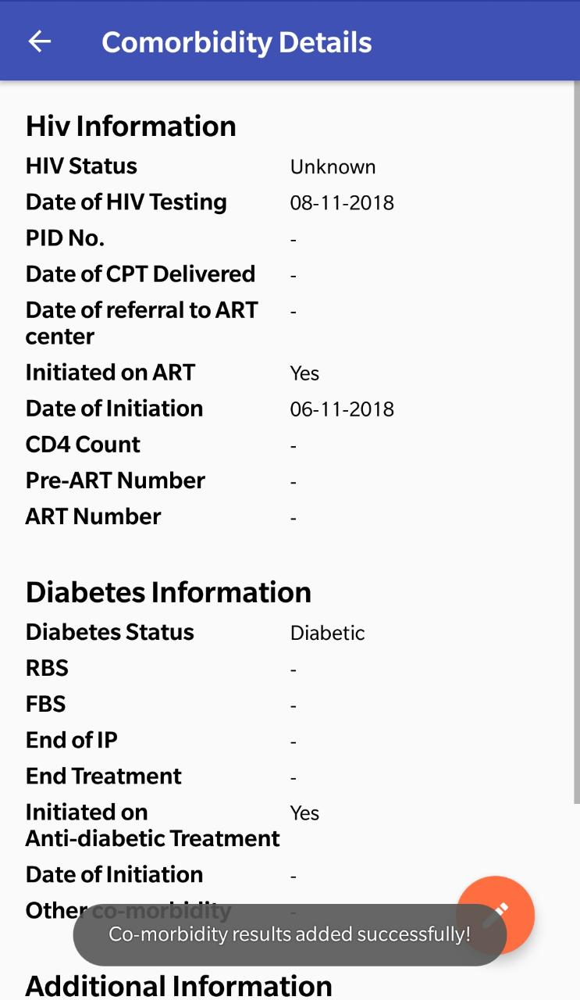 Comorbidity Details
Hiv Information
HIV Status Unknown
Date of HIV Testing 08-11-2018
PID No. -
Date of CPT Delivered -
Date of referral to ART -
center
Initiated on ART Yes
Date of Initiation 06-11-2018
CD4 Count -
Pre-ART Number -
ART Number -
Diabetes Information
Diabetes Status Diabetic
RBS -
FBS -
End of IP -
End Treatment -
Initiated on Yes
Anti-diabetic Treatment
Date of Initiation -
Other co-morbidity -
Co-morbidity results added successfully!
Additional Information